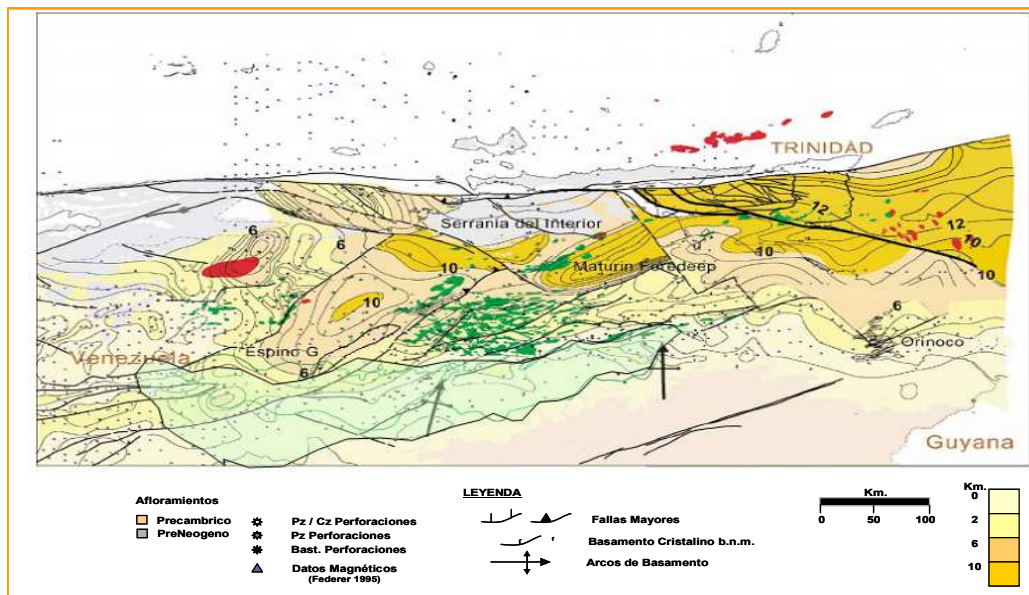 TRINIDAD
12
Serrania del Interior
6
6
12
10
10
10
Maturin Foredeep
10
10
6
Espino G
Venezuela
6
Orinoco
Guyana
Afloramientos
Precambrico
PreNeogeno
Pz / Cz Perforaciones
Pz Perforaciones
Bast. Perforaciones
Datos Magnéticos
(Federer 1995)
LEYENDA
Fallas Mayores
Basamento Cristalino b.n.m.
Arcos de Basamento
Km.
0 50 100
Km.
0
2
6
10